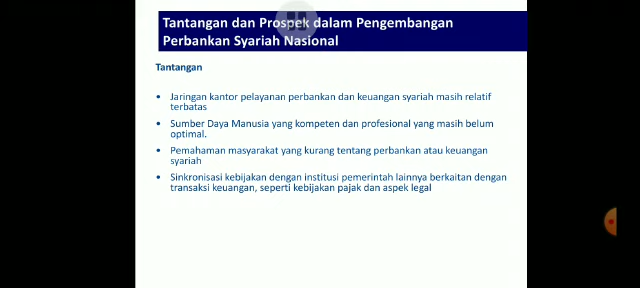 Tantangan dan Prospek dalam Pengembangan
Perbankan Syariah Nasional
Tantangan
• Jaringan kantor pelayanan perbankan dan keuangan syariah masih relatif
terbatas
• Sumber Daya Manusia yang kompeten dan profesional yang masih belum
optimal.
• Pemahaman masyarakat yang kurang tentang perbankan atau keuangan
syariah
• Sinkronisasi kebijakan dengan institusi pemerintah lainnya berkaitan dengan
transaksi keuangan, seperti kebijakan pajak dan aspek legal